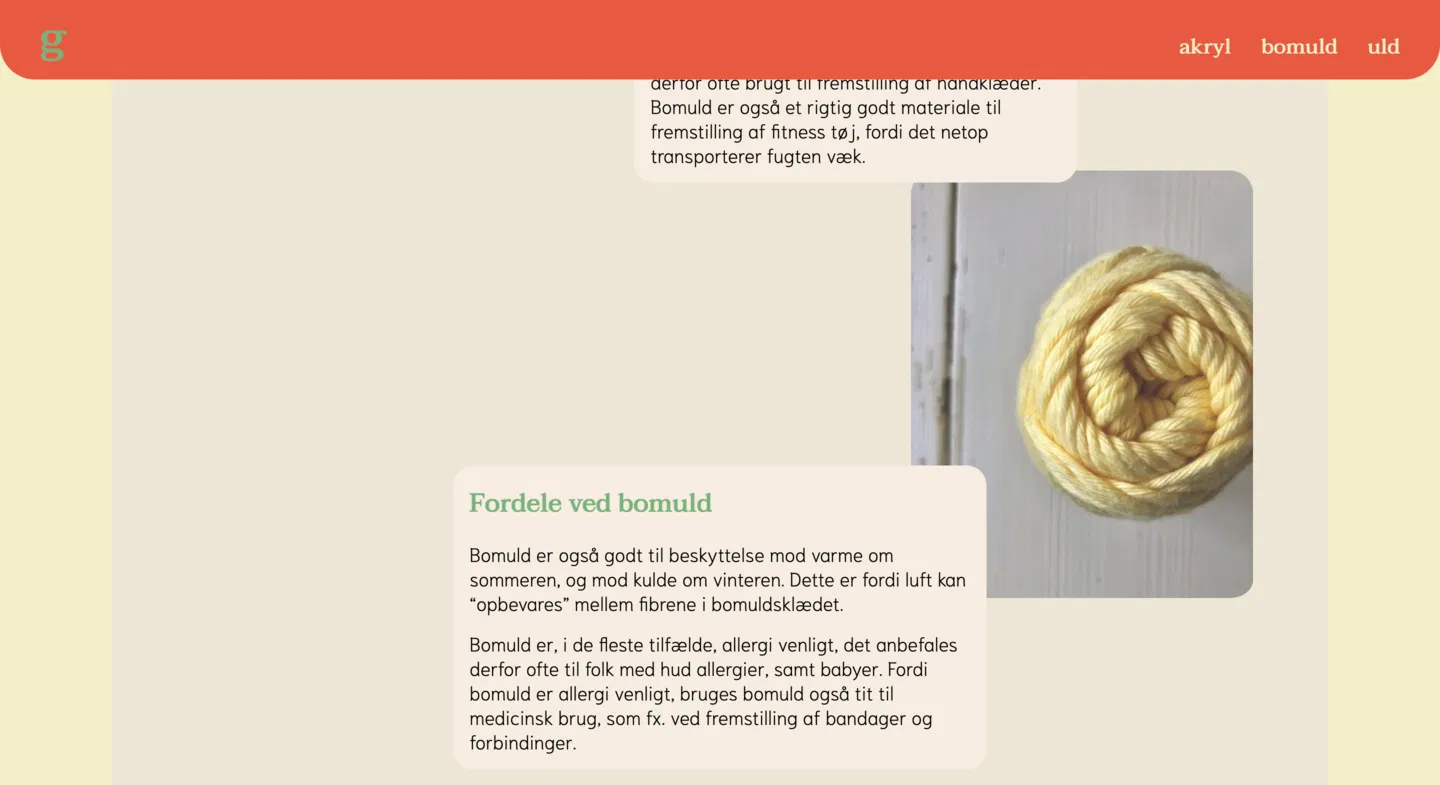 g
akryl bomuld uld
derfor ofte brugt til fremstilling af håndklæder.
Bomuld er også et rigtig godt materiale til
fremstilling af fitness tøj, fordi det netop
transporterer fugten væk.
Fordele ved bomuld
Bomuld er også godt til beskyttelse mod varme om
sommeren, og mod kulde om vinteren. Dette er fordi luft kan
“opbevares” mellem fibrene i bomuldsklædet.
Bomuld er, i de fleste tilfælde, allergi venligt, det anbefales
derfor ofte til folk med hud allergier, samt babyer. Fordi
bomuld er allergi venligt, bruges bomuld også tit til
medicinsk brug, som fx. ved fremstilling af bandager og
forbindinger.